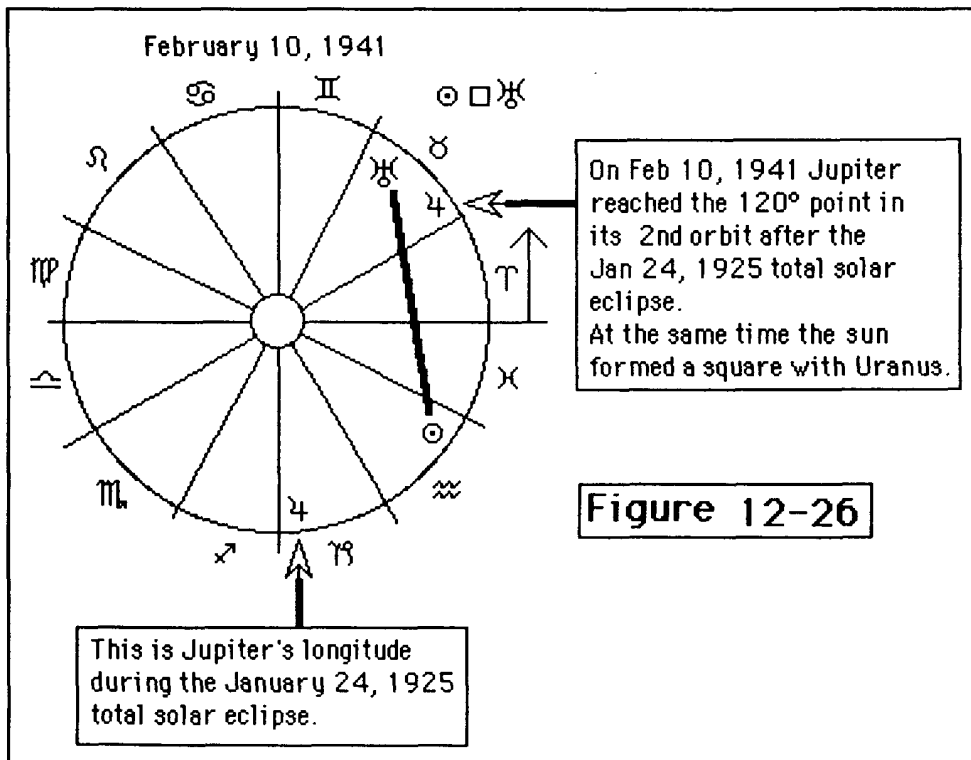 February 10, 1941
♋ ♊ ☉ □ ♅
♌ ♉
♅
♃
♍ ♈
♎ ♓
☉
♏ ♒
♃
♐ ♑
On Feb 10, 1941 Jupiter
reached the 120° point in
its 2nd orbit after the
Jan 24, 1925 total solar
eclipse.
At the same time the sun
formed a square with Uranus.
Figure 12-26
This is Jupiter's longitude
during the January 24, 1925
total solar eclipse.